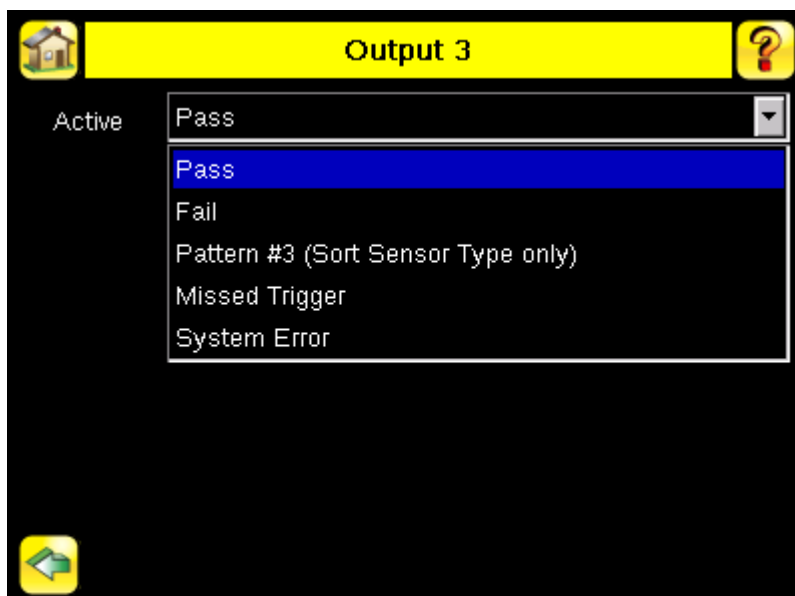 Output 3
Active
Pass
Pass
Fail
Pattern #3 (Sort Sensor Type only)
Missed Trigger
System Error